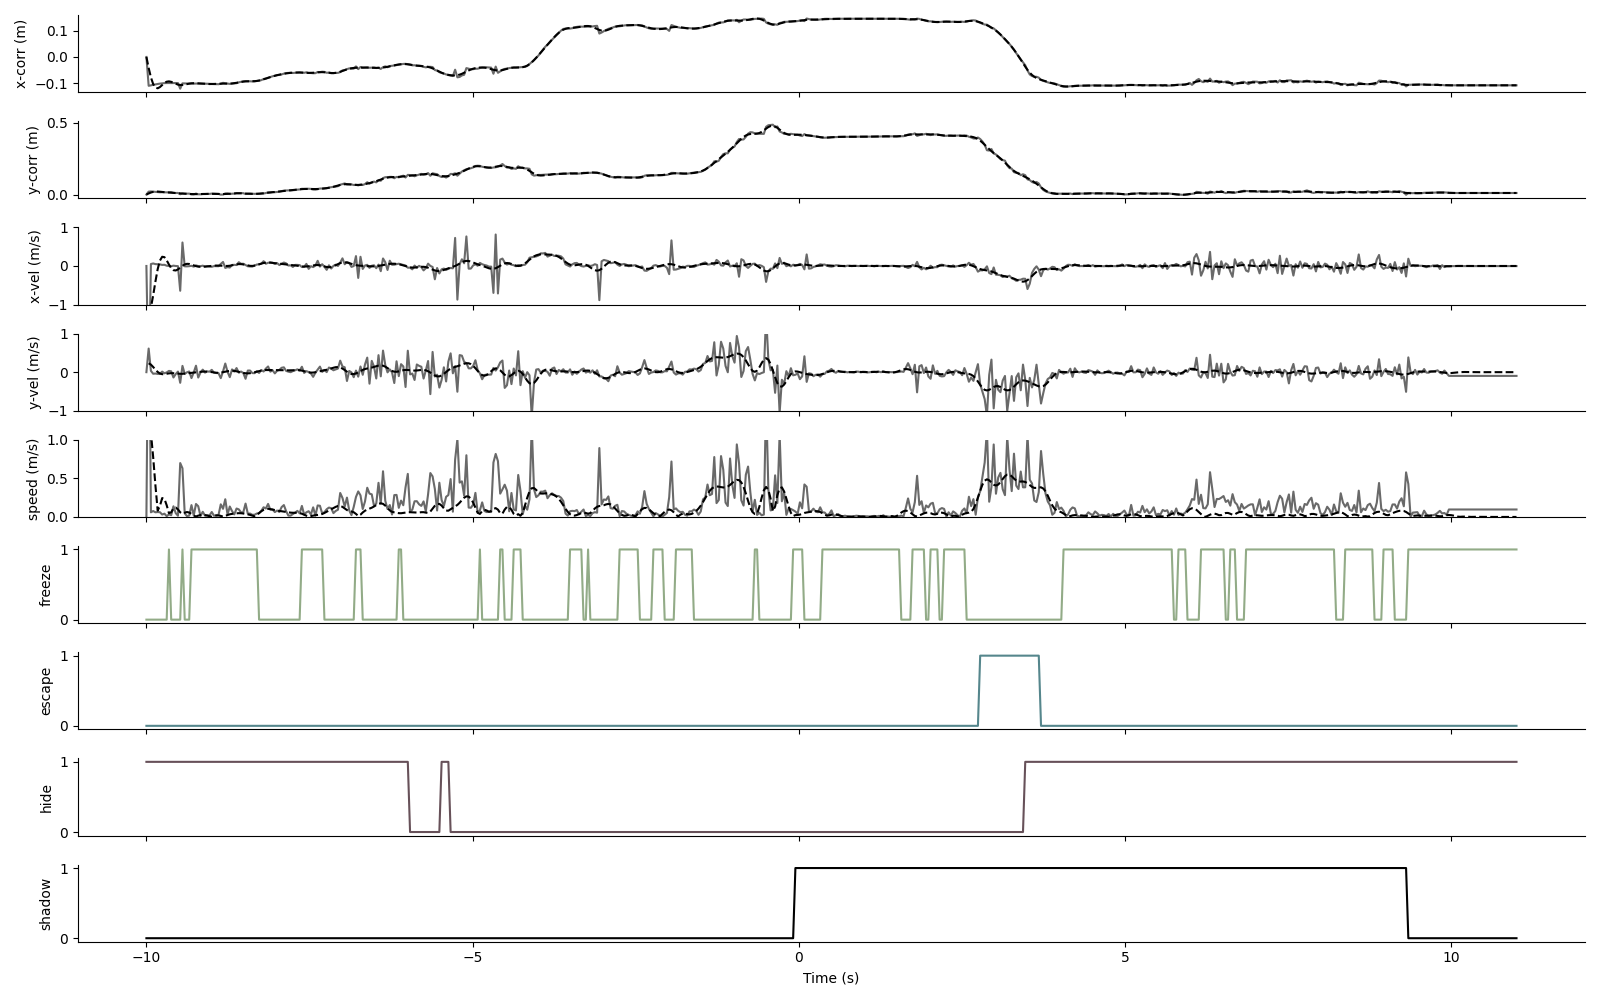 x-corr (m)
0.1
0.0
−0.1
y-corr (m)
0.5
0.0
x-vel (m/s)
1
0
−1
y-vel (m/s)
1
0
−1
speed (m/s)
1.0
0.5
0.0
freeze
1
0
escape
1
0
hide
1
0
shadow
1
0
−10
−5
0
5
10
Time (s)